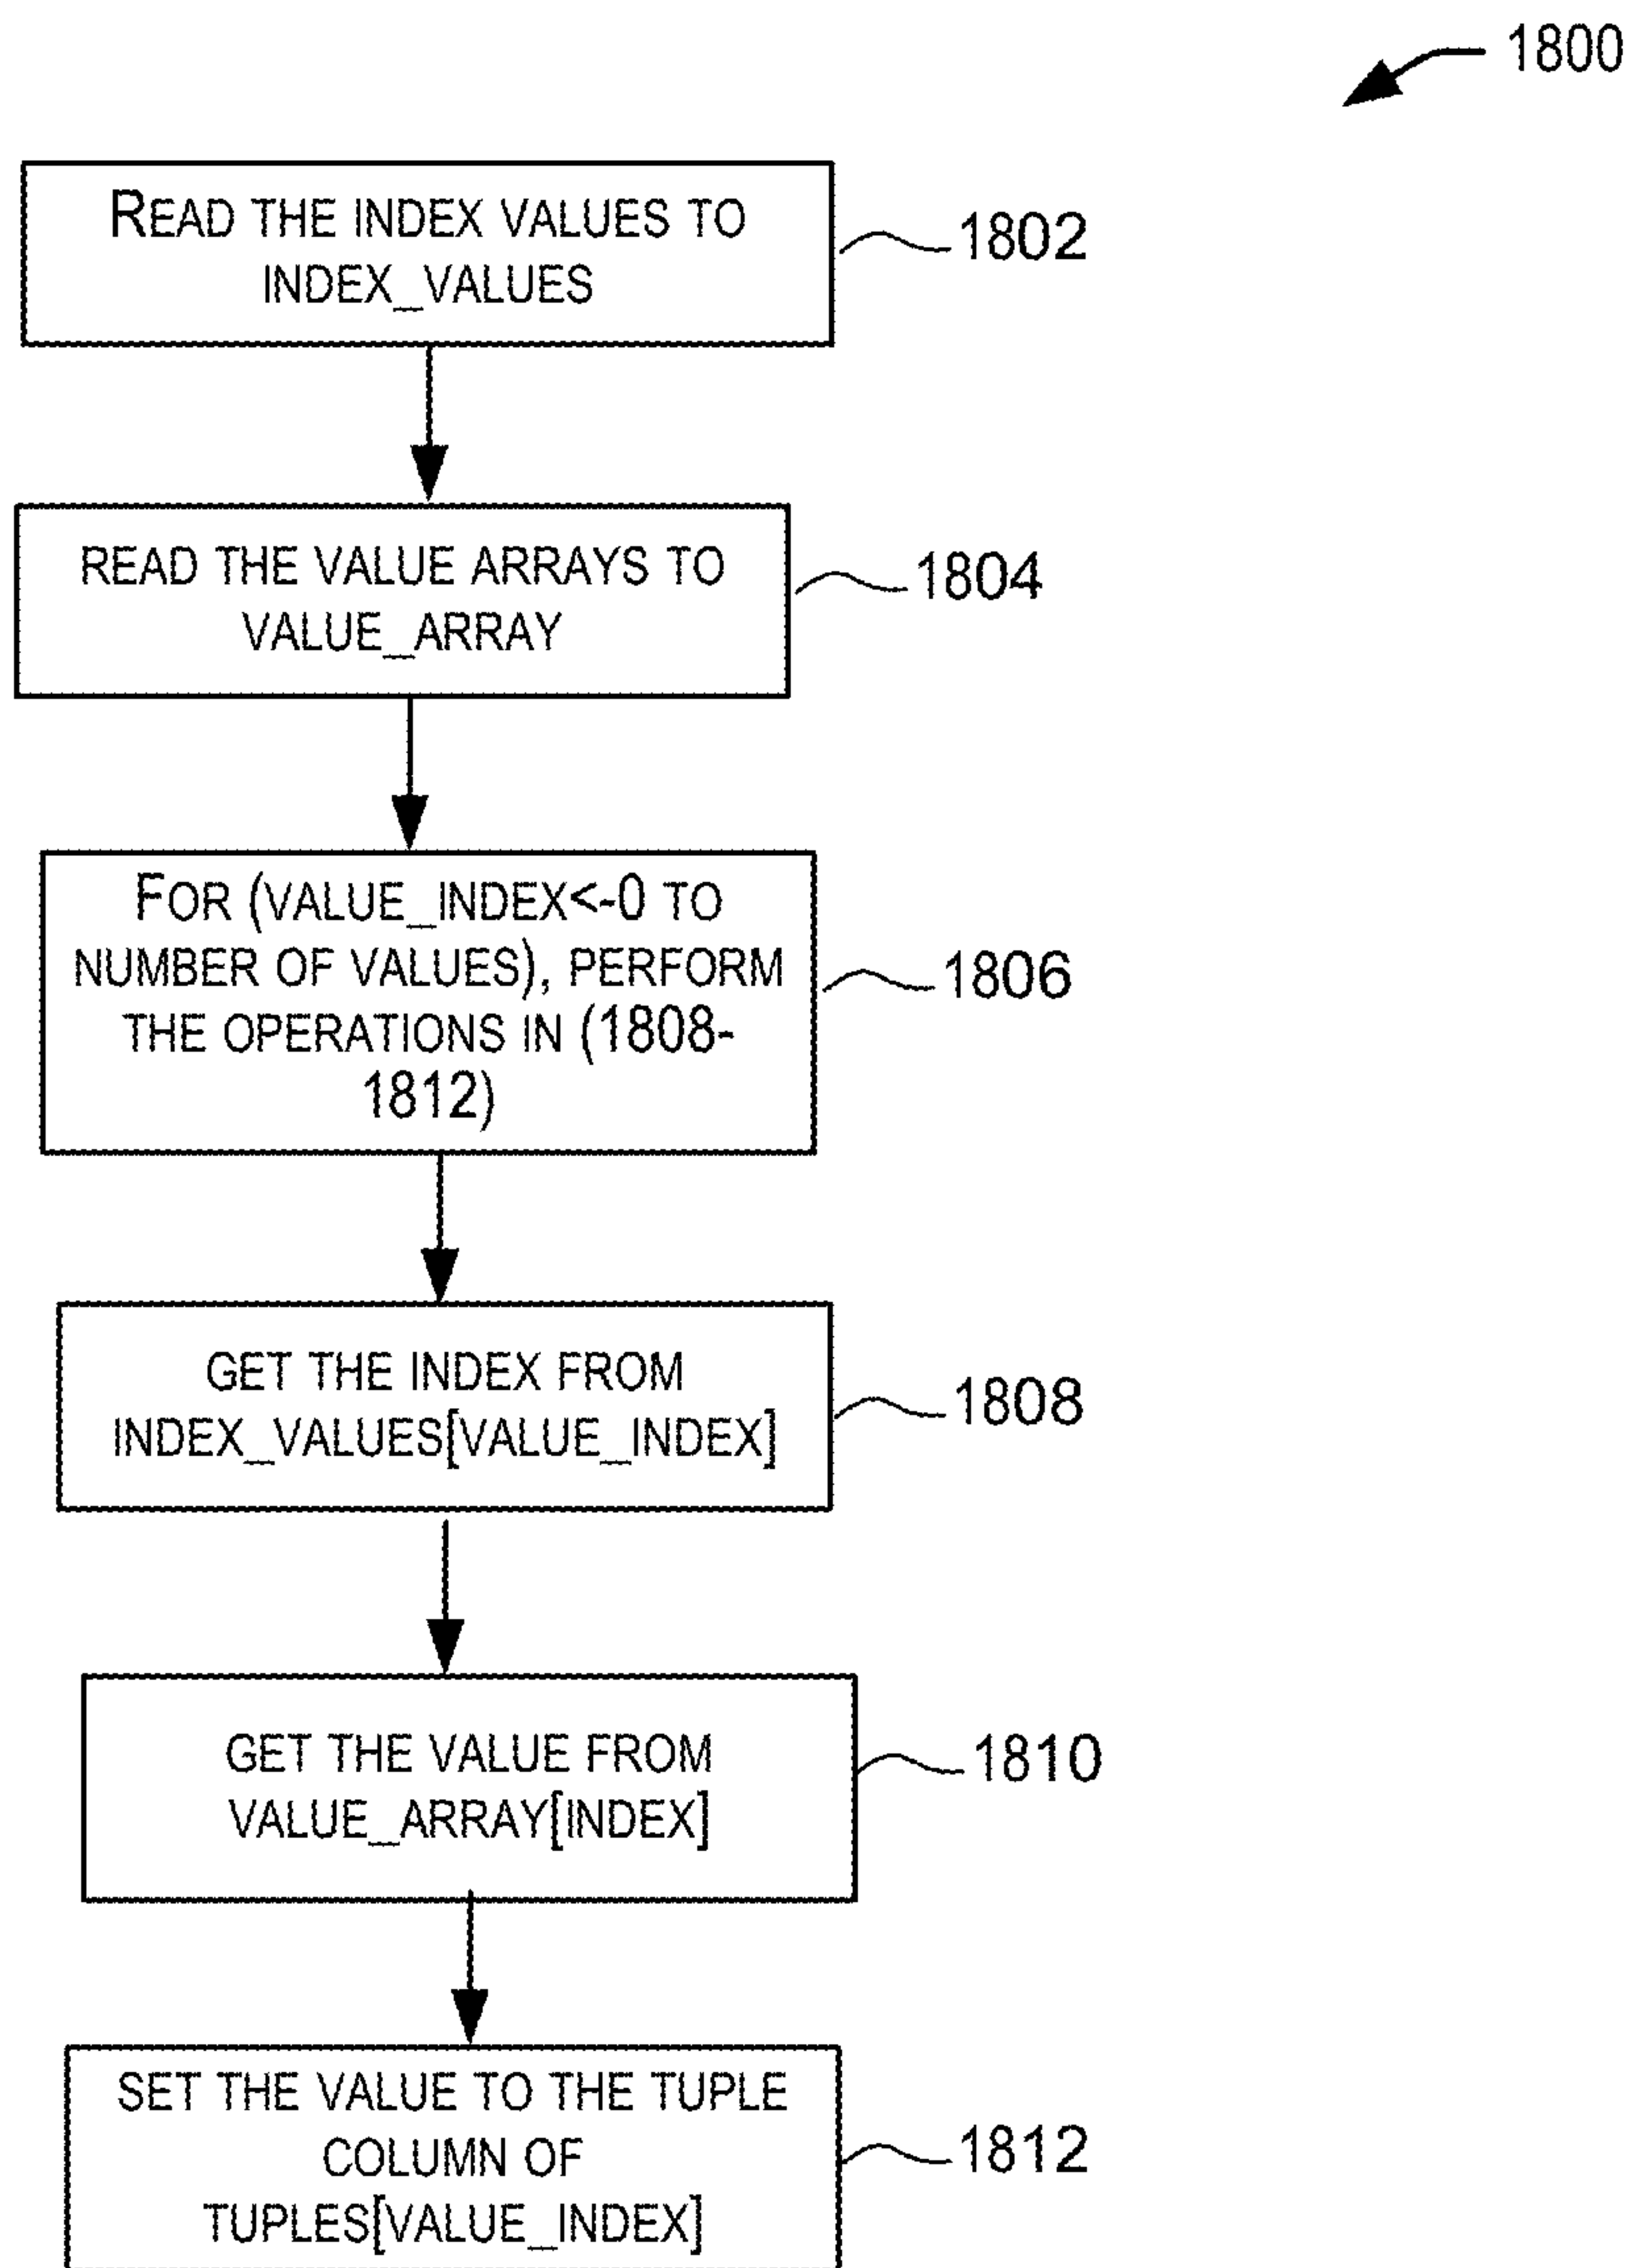 1800
READ THE INDEX VALUES TO
INDEX_VALUES
1802
READ THE VALUE ARRAYS TO
VALUE_ARRAY
1804
FOR (VALUE_INDEX<-0 TO
NUMBER OF VALUES), PERFORM
THE OPERATIONS IN (1808-
1812)
1806
GET THE INDEX FROM
INDEX_VALUES[VALUE_INDEX]
1808
GET THE VALUE FROM
VALUE_ARRAY[INDEX]
1810
SET THE VALUE TO THE TUPLE
COLUMN OF
TUPLES[VALUE_INDEX]
1812